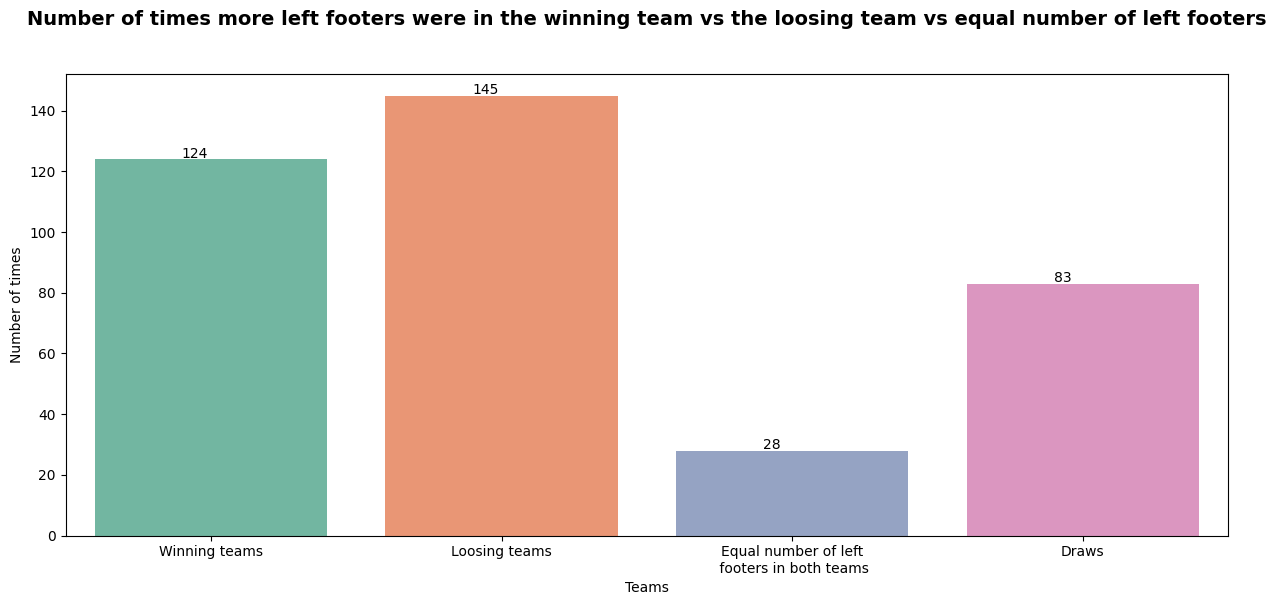 Number of times more left footers were in the winning team vs the loosing team vs equal number of left footers
140
120
100
80
60
40
20
0
Number of times
124
145
28
83
Winning teams
Loosing teams
Equal number of left
footers in both teams
Draws
Teams